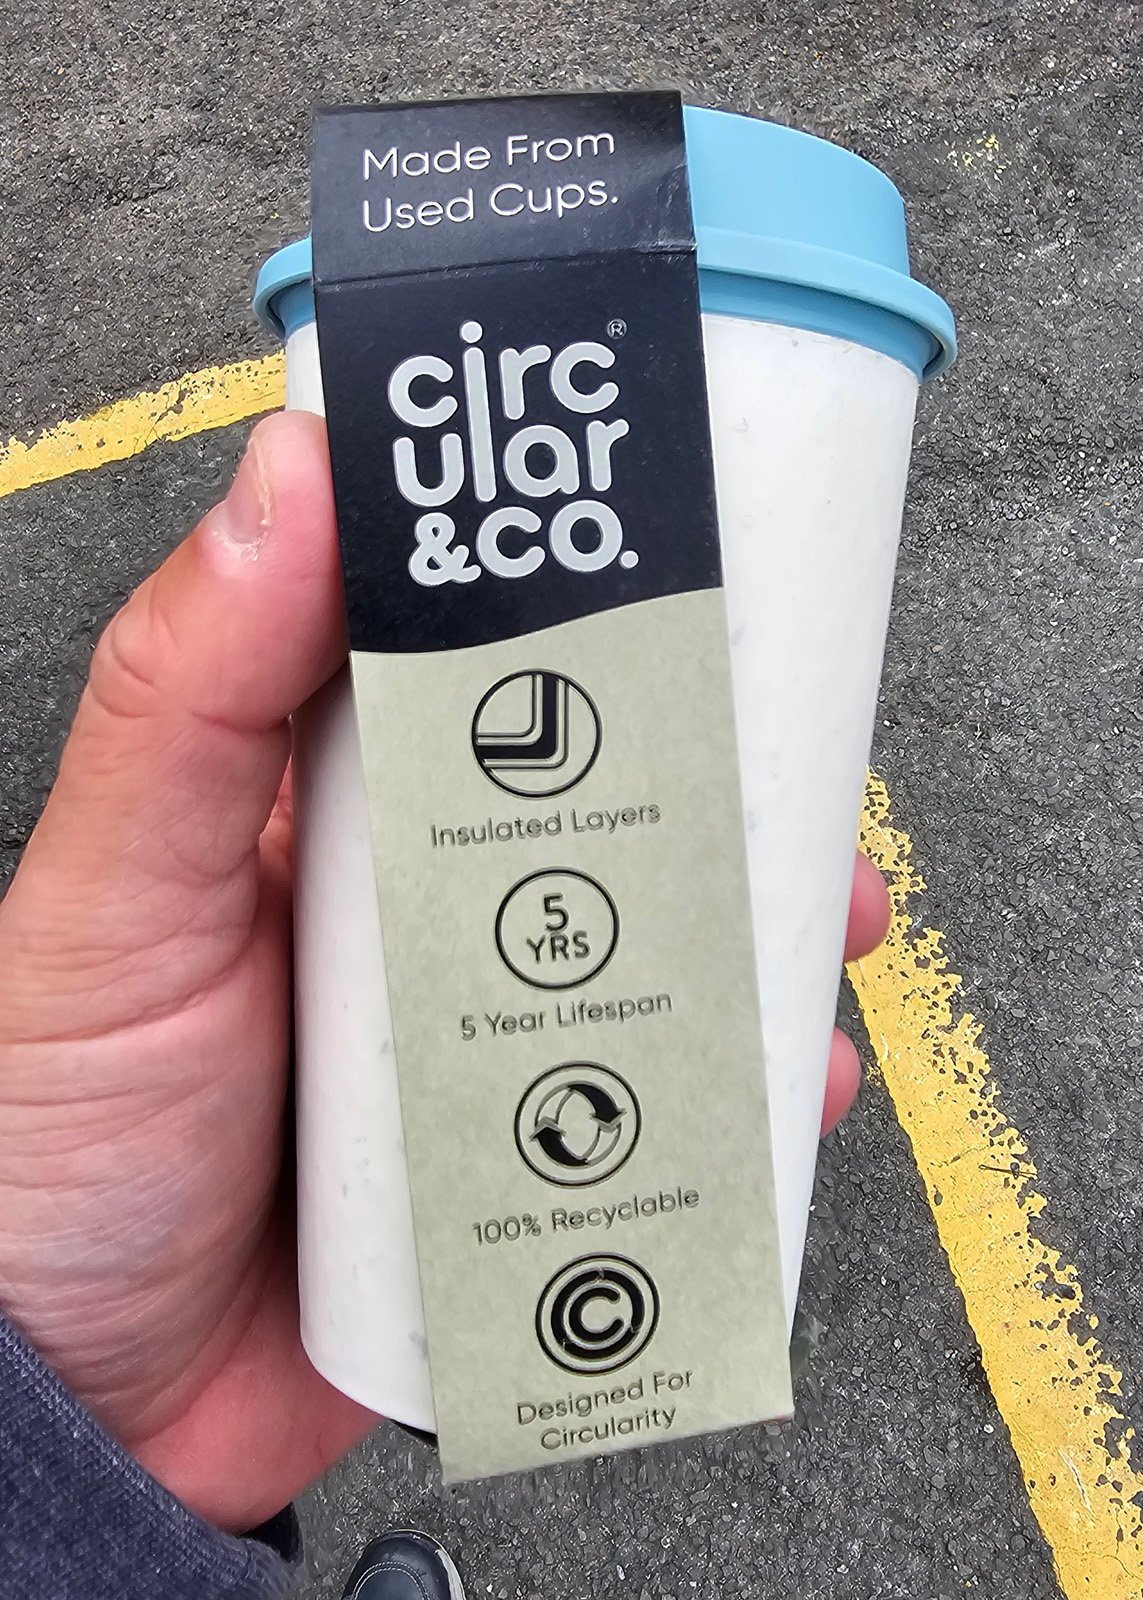 Made From
Used Cups.
circ®
ular
&co.
Insulated Layers
5
YRS
5 Year Lifespan
100% Recyclable
C
Designed For
Circularity